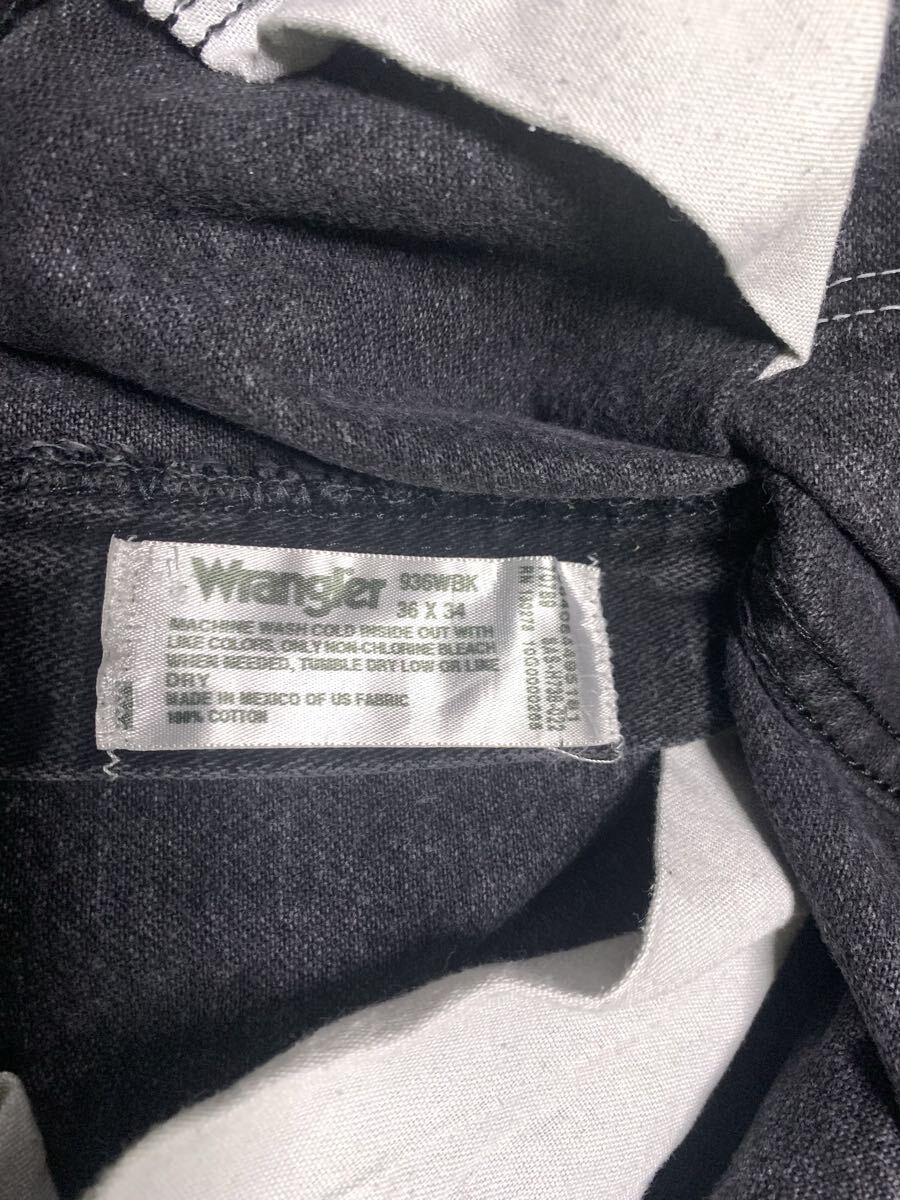 Wrangler 936WBK
36 X 34
MACHINE WASH COLD INSIDE OUT WITH
LIKE COLORS, ONLY NON-CHLORINE BLEACH
WHEN NEEDED, TUMBLE DRY LOW OR LINE
DRY
MADE IN MEXICO OF US FABRIC
100% COTTON